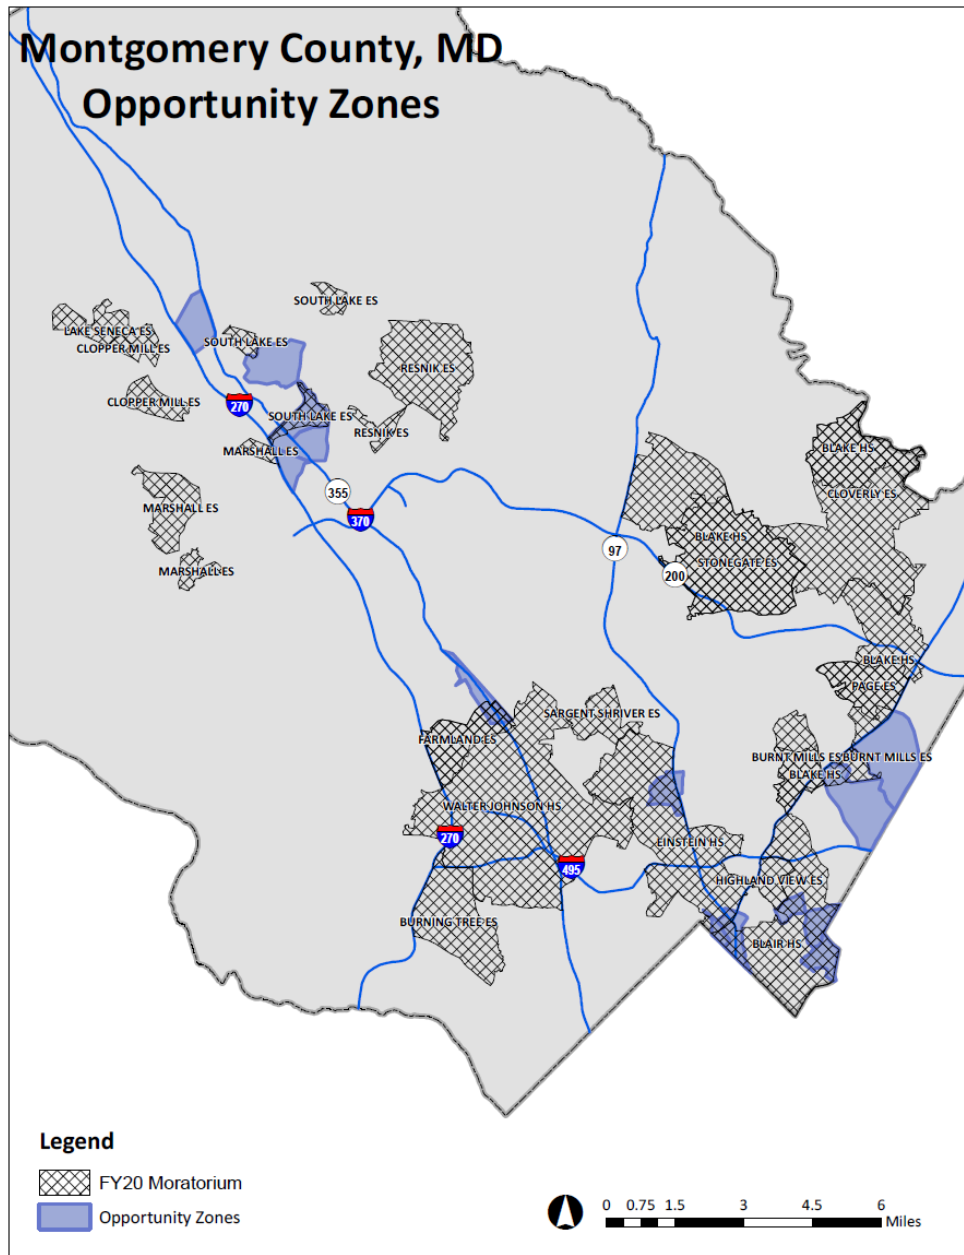 Montgomery County, MD
Opportunity Zones
SOUTH LAKE ES
LAKE SENECA ES
CLOPPER MILL ES
SOUTH LAKE ES
RESNIK ES
CLOPPER MILL ES
270
SOUTH LAKE ES
RESNIK ES
MARSHALL ES
BLAKE HS
CLOVERLY ES
355
MARSHALL ES
370
BLAKE HS
97
STONEGATE ES
MARSHALL ES
200
BLAKE HS
PAGE ES
SARGENT SHRIVER ES
FARMLAND ES
BURNT MILLS ES
BURNT MILLS ES
BLAKE HS
WALTER JOHNSON HS
270
EINSTEIN HS
495
HIGHLAND VIEW ES
BURNING TREE ES
BLAIR HS
Legend
FY20 Moratorium
Opportunity Zones
0 0.75 1.5 3 4.5 6
Miles